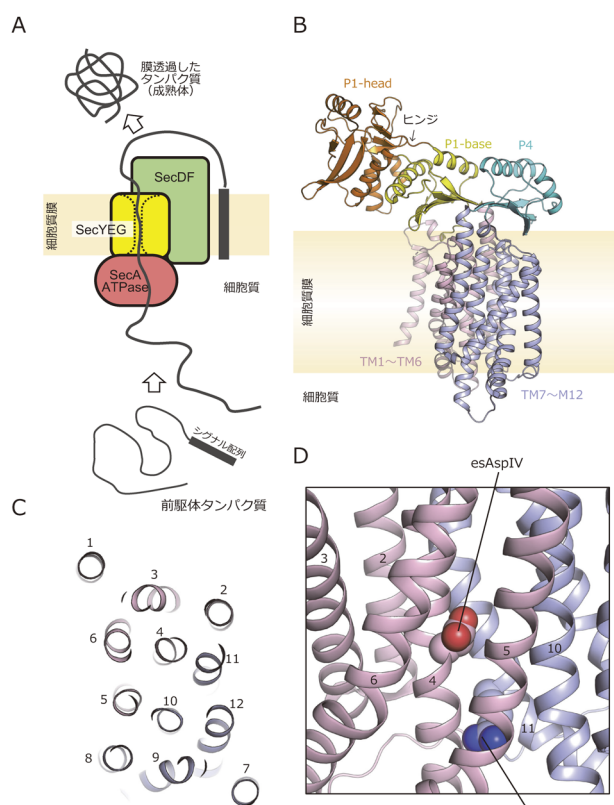 A
膜透過した
タンパク質
(成熟体)
SecDF
細胞質膜
SecYEG
SecA
ATPase
細胞質
シグナル配列
前駆体タンパク質
B
P1-head
ヒンジ
P1-base
P4
細胞質膜
TM1〜TM6
細胞質
TM7〜M12
C
1
3
2
6
4
11
5
10
12
8
9
7
D
esAspIV
3
2
5
10
4
6
11